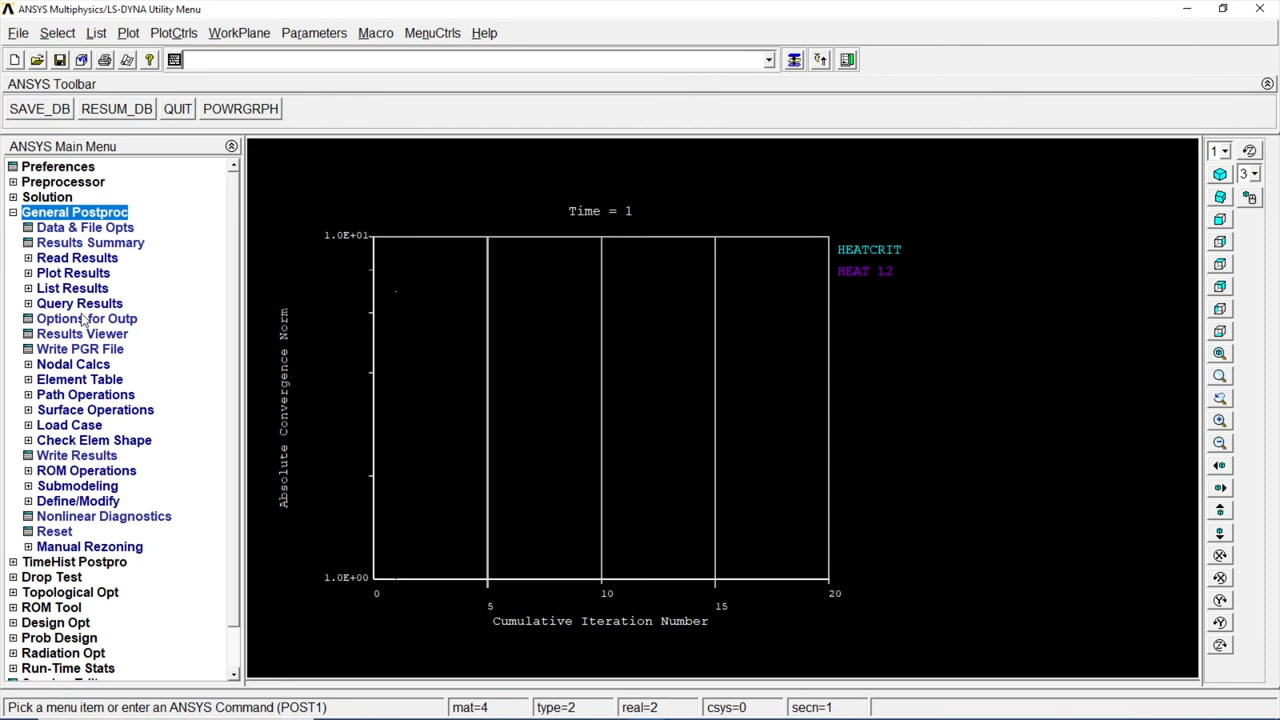 ANSYS Multiphysics/LS-DYNA Utility Menu
File Select List Plot PlotCtrls WorkPlane Parameters Macro MenuCtrls Help
ANSYS Toolbar
SAVE_DB RESUM_DB QUIT POWRGRPH
ANSYS Main Menu
Preferences
Preprocessor
Solution
General Postproc
Data & File Opts
Results Summary
Read Results
Plot Results
List Results
Query Results
Options for Outp
Results Viewer
Write PGR File
Nodal Calcs
Element Table
Path Operations
Surface Operations
Load Case
Check Elem Shape
Write Results
ROM Operations
Submodeling
Define/Modify
Nonlinear Diagnostics
Reset
Manual Rezoning
TimeHist Postpro
Drop Test
Topological Opt
ROM Tool
Design Opt
Prob Design
Radiation Opt
Run-Time Stats
Time = 1
1.0E+01
HEATCRIT
HEAT L2
Absolute Convergence Norm
1.0E+00
0 5 10 15 20
Cumulative Iteration Number
1
3
Pick a menu item or enter an ANSYS Command (POST1) mat=4 type=2 real=2 csys=0 secn=1